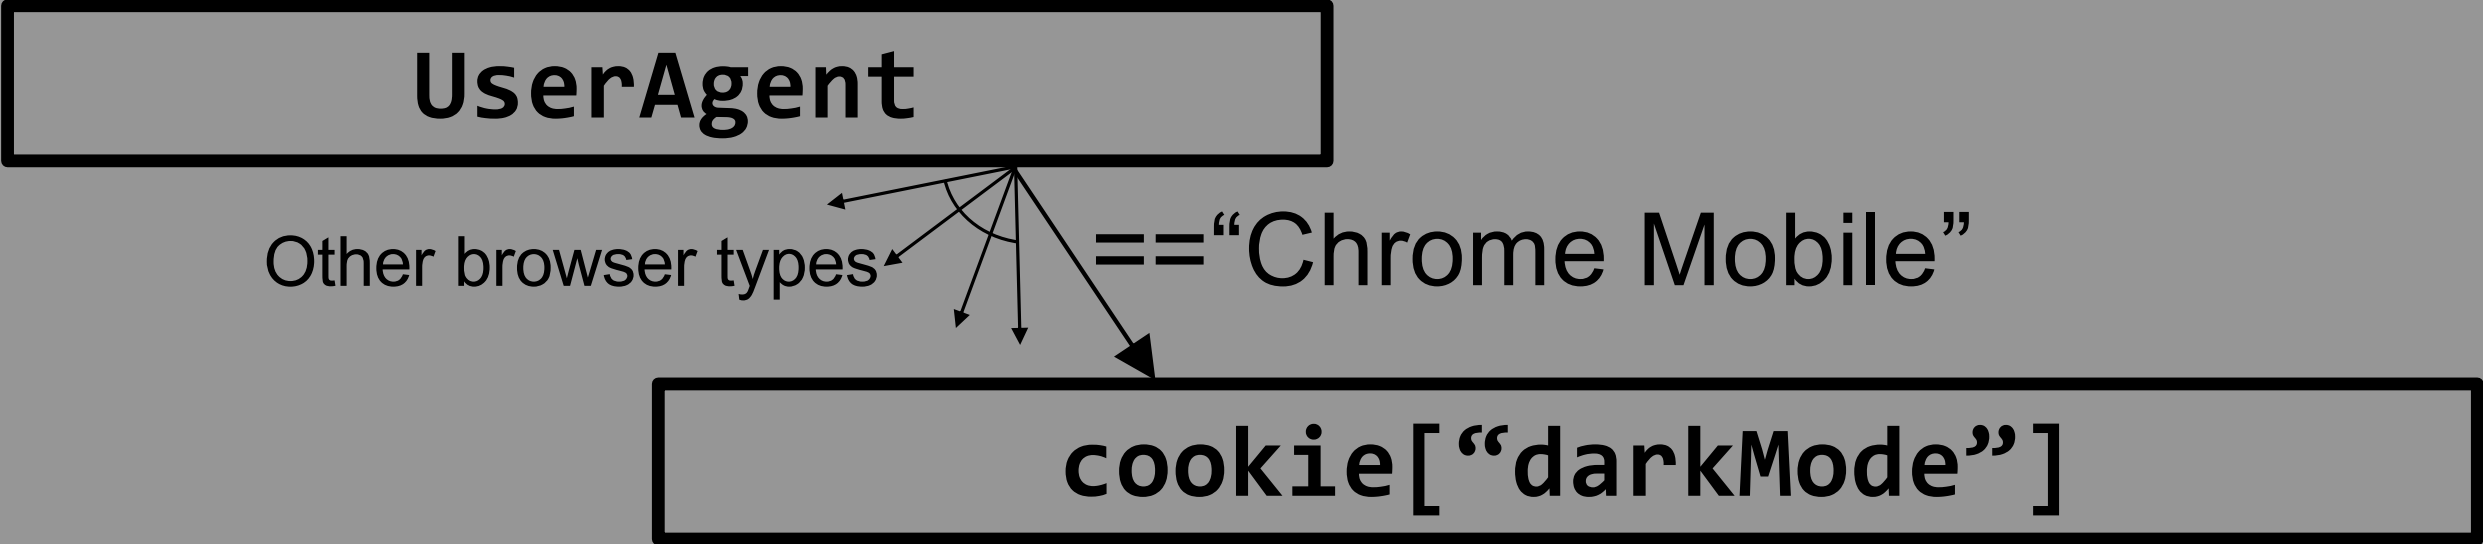 UserAgent
Other browser types
==“Chrome Mobile”
cookie[“darkMode”]